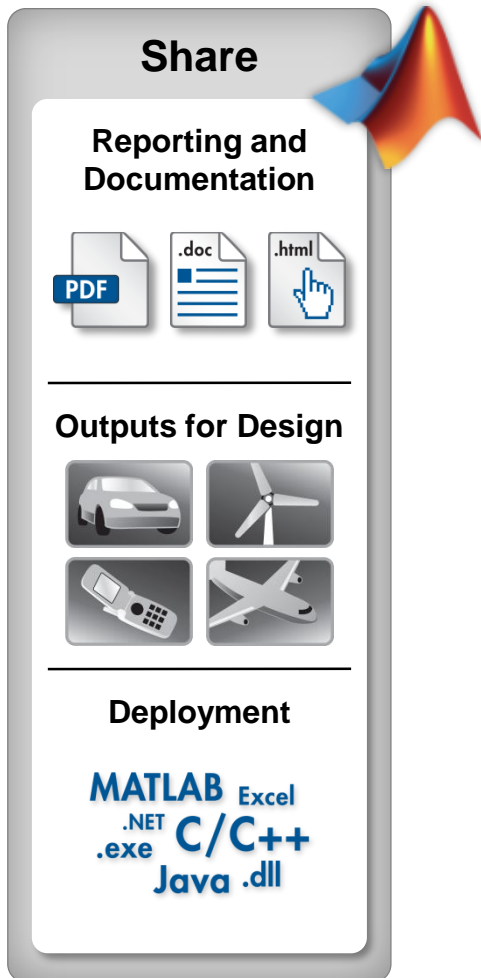 Share
Reporting and
Documentation
PDF .doc .html
Outputs for Design
Deployment
MATLAB Excel
.NET C/C++
.exe
Java .dll